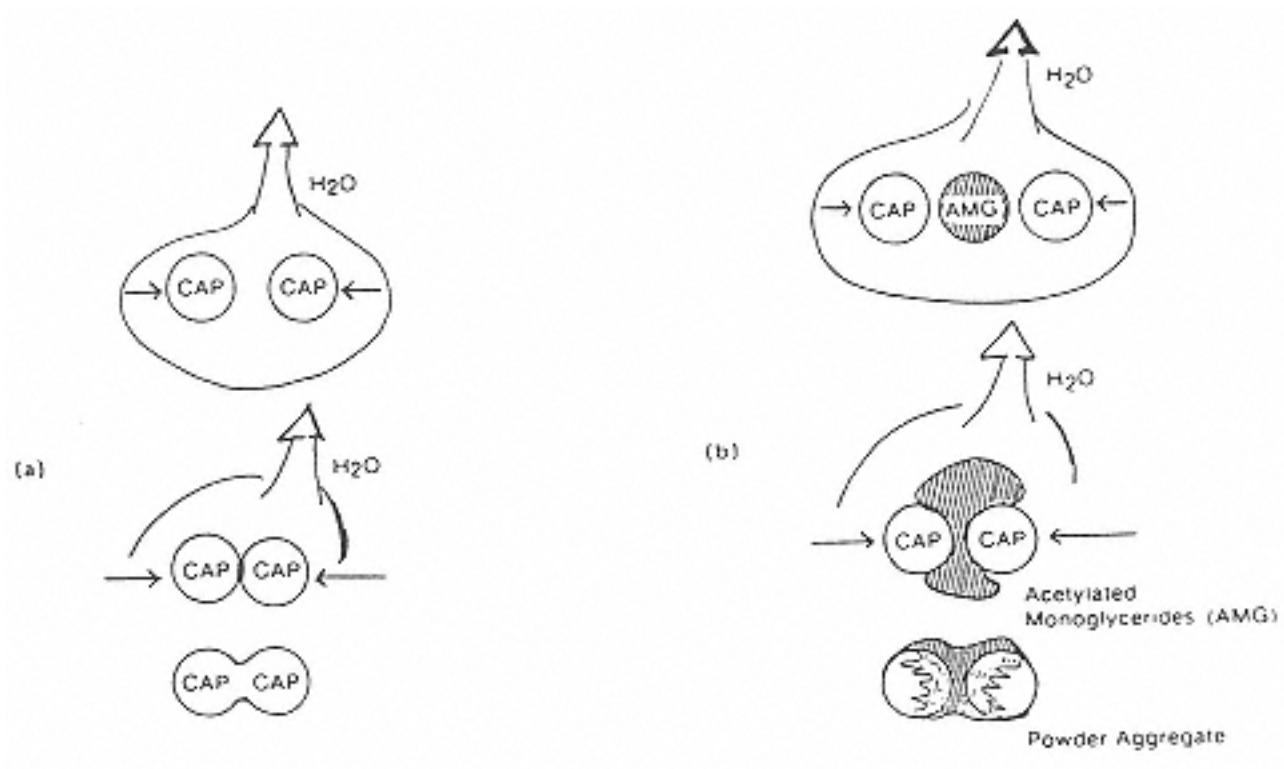 H2O
CAP CAP
(a)
H2O
CAP CAP
CAP CAP
H2O
CAP AMG CAP
(b)
H2O
CAP CAP
Acetylated
Monoglycerides (AMG)
Powder Aggregate